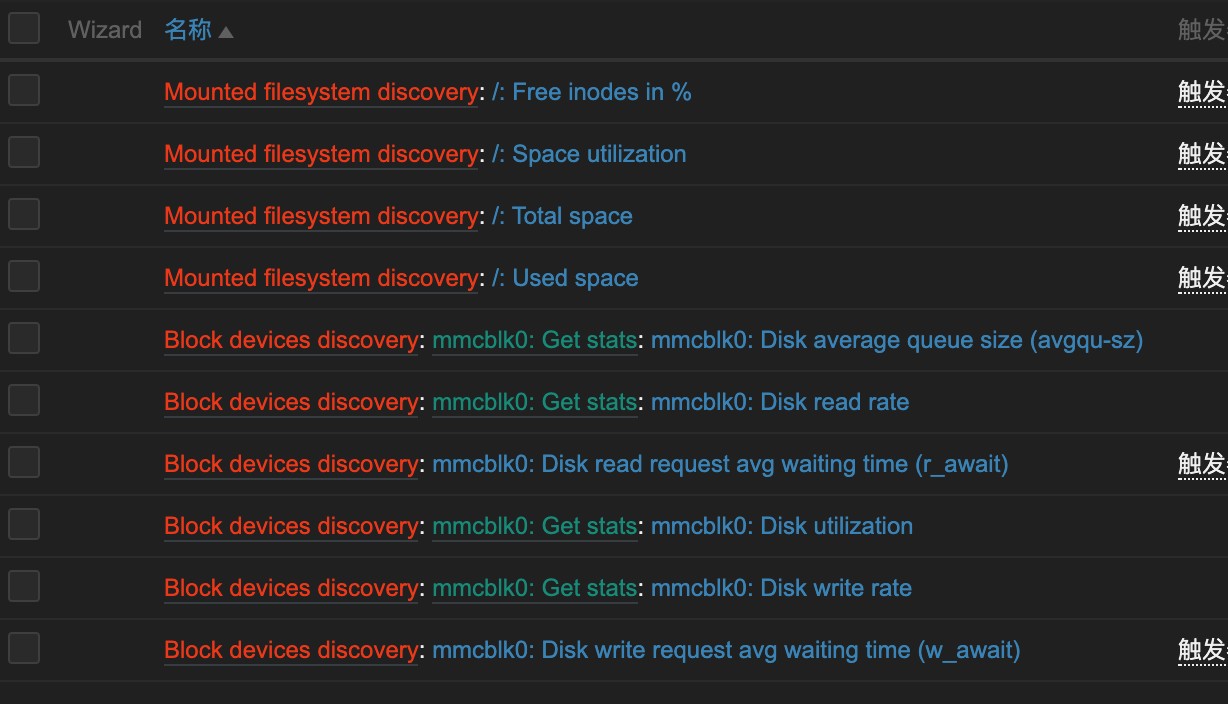 Wizard 名称 ▲ 触发
Mounted filesystem discovery: /: Free inodes in % 触发
Mounted filesystem discovery: /: Space utilization 触发
Mounted filesystem discovery: /: Total space 触发
Mounted filesystem discovery: /: Used space 触发
Block devices discovery: mmcblk0: Get stats: mmcblk0: Disk average queue size (avgqu-sz)
Block devices discovery: mmcblk0: Get stats: mmcblk0: Disk read rate
Block devices discovery: mmcblk0: Disk read request avg waiting time (r_await) 触发
Block devices discovery: mmcblk0: Get stats: mmcblk0: Disk utilization
Block devices discovery: mmcblk0: Get stats: mmcblk0: Disk write rate
Block devices discovery: mmcblk0: Disk write request avg waiting time (w_await) 触发